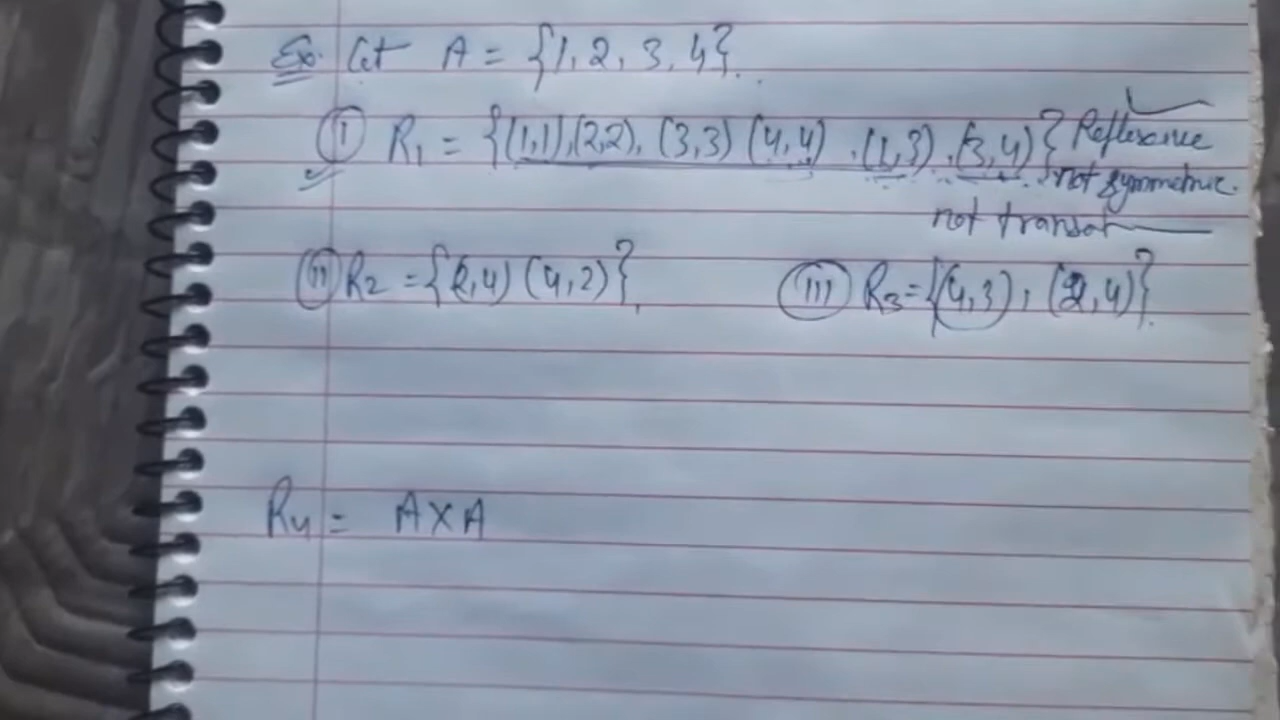 Ex. Let A = {1, 2, 3, 4}.
(i) R1 = {(1,1), (2,2), (3,3) (4,4) . (1,3) . (3,4)} Reflexive
not symmetric.
not transat
(ii) R2 = {(2,4) (4,2)}, (iii) R3 = {(4,3), (2,4)}.
R4 = A X A